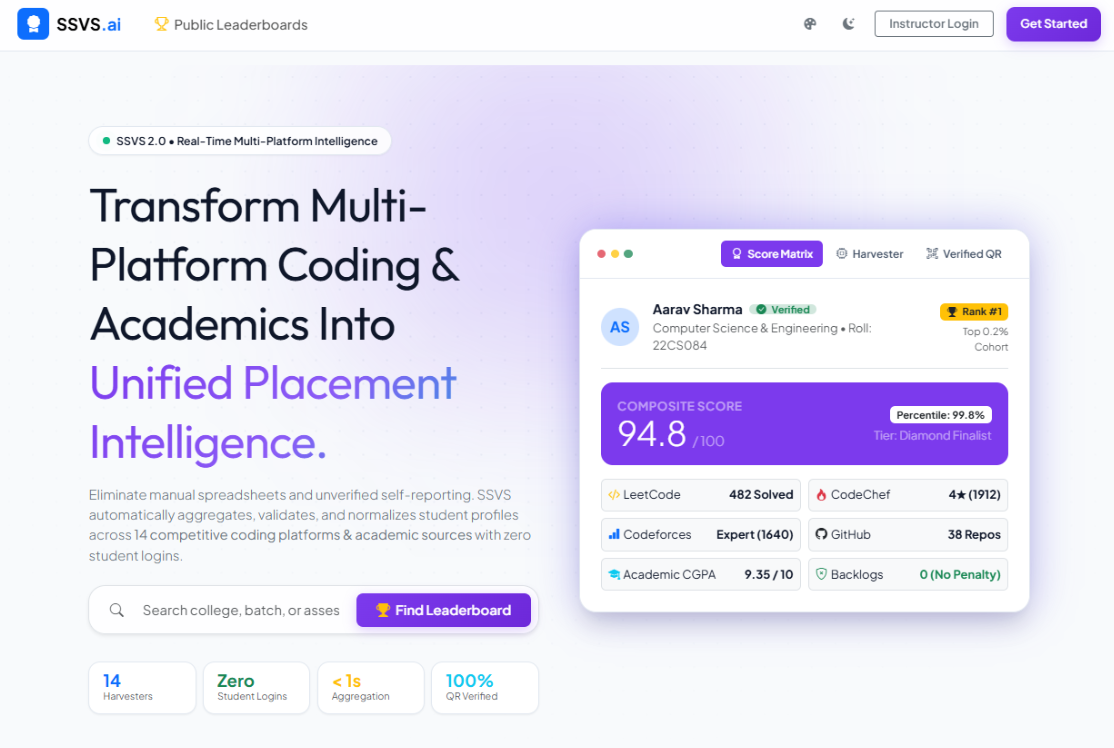 SSVS.ai
Public Leaderboards
Instructor Login
Get Started
SSVS 2.0 • Real-Time Multi-Platform Intelligence
Transform Multi-
Platform Coding &
Academics Into
Unified Placement
Intelligence.
Eliminate manual spreadsheets and unverified self-reporting. SSVS
automatically aggregates, validates, and normalizes student profiles
across 14 competitive coding platforms & academic sources with zero
student logins.
Search college, batch, or asses
Find Leaderboard
14
Harvesters
Zero
Student Logins
< 1s
Aggregation
100%
QR Verified
Score Matrix
Harvester
Verified QR
AS
Aarav Sharma
Verified
Computer Science & Engineering • Roll:
22CS084
Rank #1
Top 0.2%
Cohort
COMPOSITE SCORE
94.8 /100
Percentile: 99.8%
Tier: Diamond Finalist
LeetCode 482 Solved
CodeChef 4★ (1912)
Codeforces Expert (1640)
GitHub 38 Repos
Academic CGPA 9.35 / 10
Backlogs 0 (No Penalty)